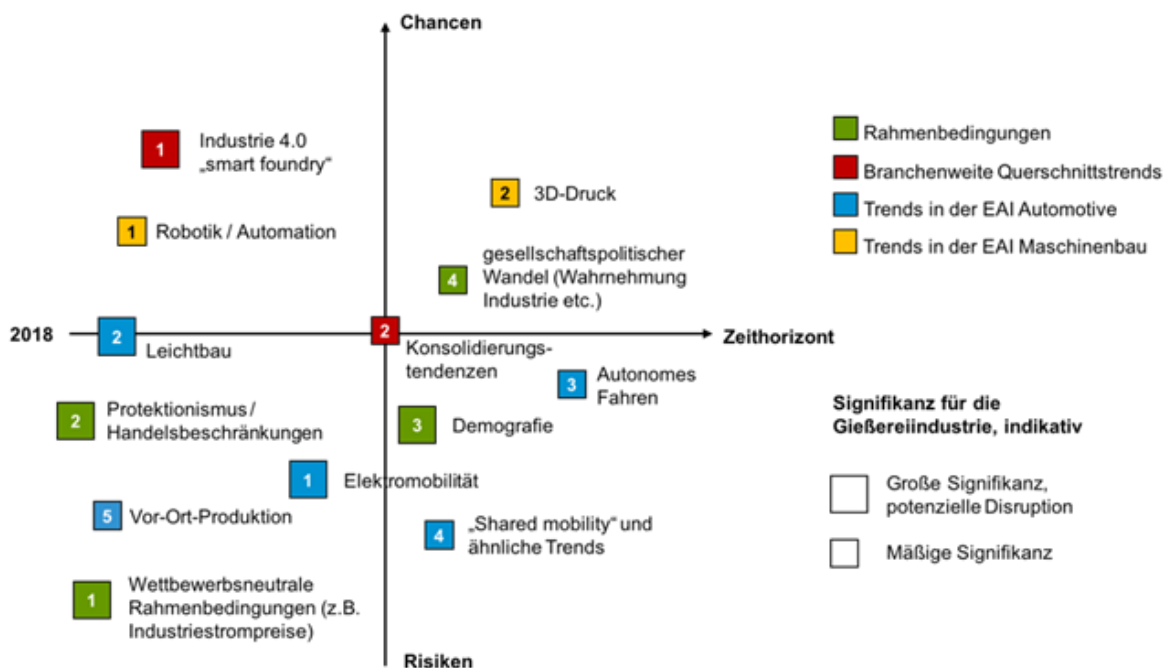 Chancen
1
Industrie 4.0
„smart foundry“
2
3D-Druck
1
Robotik / Automation
4
gesellschaftspolitischer
Wandel (Wahrnehmung
Industrie etc.)
2018
2
Leichtbau
2
Konsolidierungs-
tendenzen
Zeithorizont
3
Autonomes
Fahren
2
Protektionismus /
Handelsbeschränkungen
3
Demografie
1
Elektromobilität
5
Vor-Ort-Produktion
4
„Shared mobility“ und
ähnliche Trends
1
Wettbewerbsneutrale
Rahmenbedingungen (z.B.
Industriestrompreise)
Risiken
Rahmenbedingungen
Branchenweite Querschnittstrends
Trends in der EAI Automotive
Trends in der EAI Maschinenbau
Signifikanz für die
Gießereiindustrie, indikativ
Große Signifikanz,
potenzielle Disruption
Mäßige Signifikanz